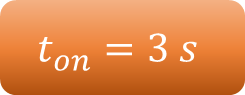 t_on = 3 s